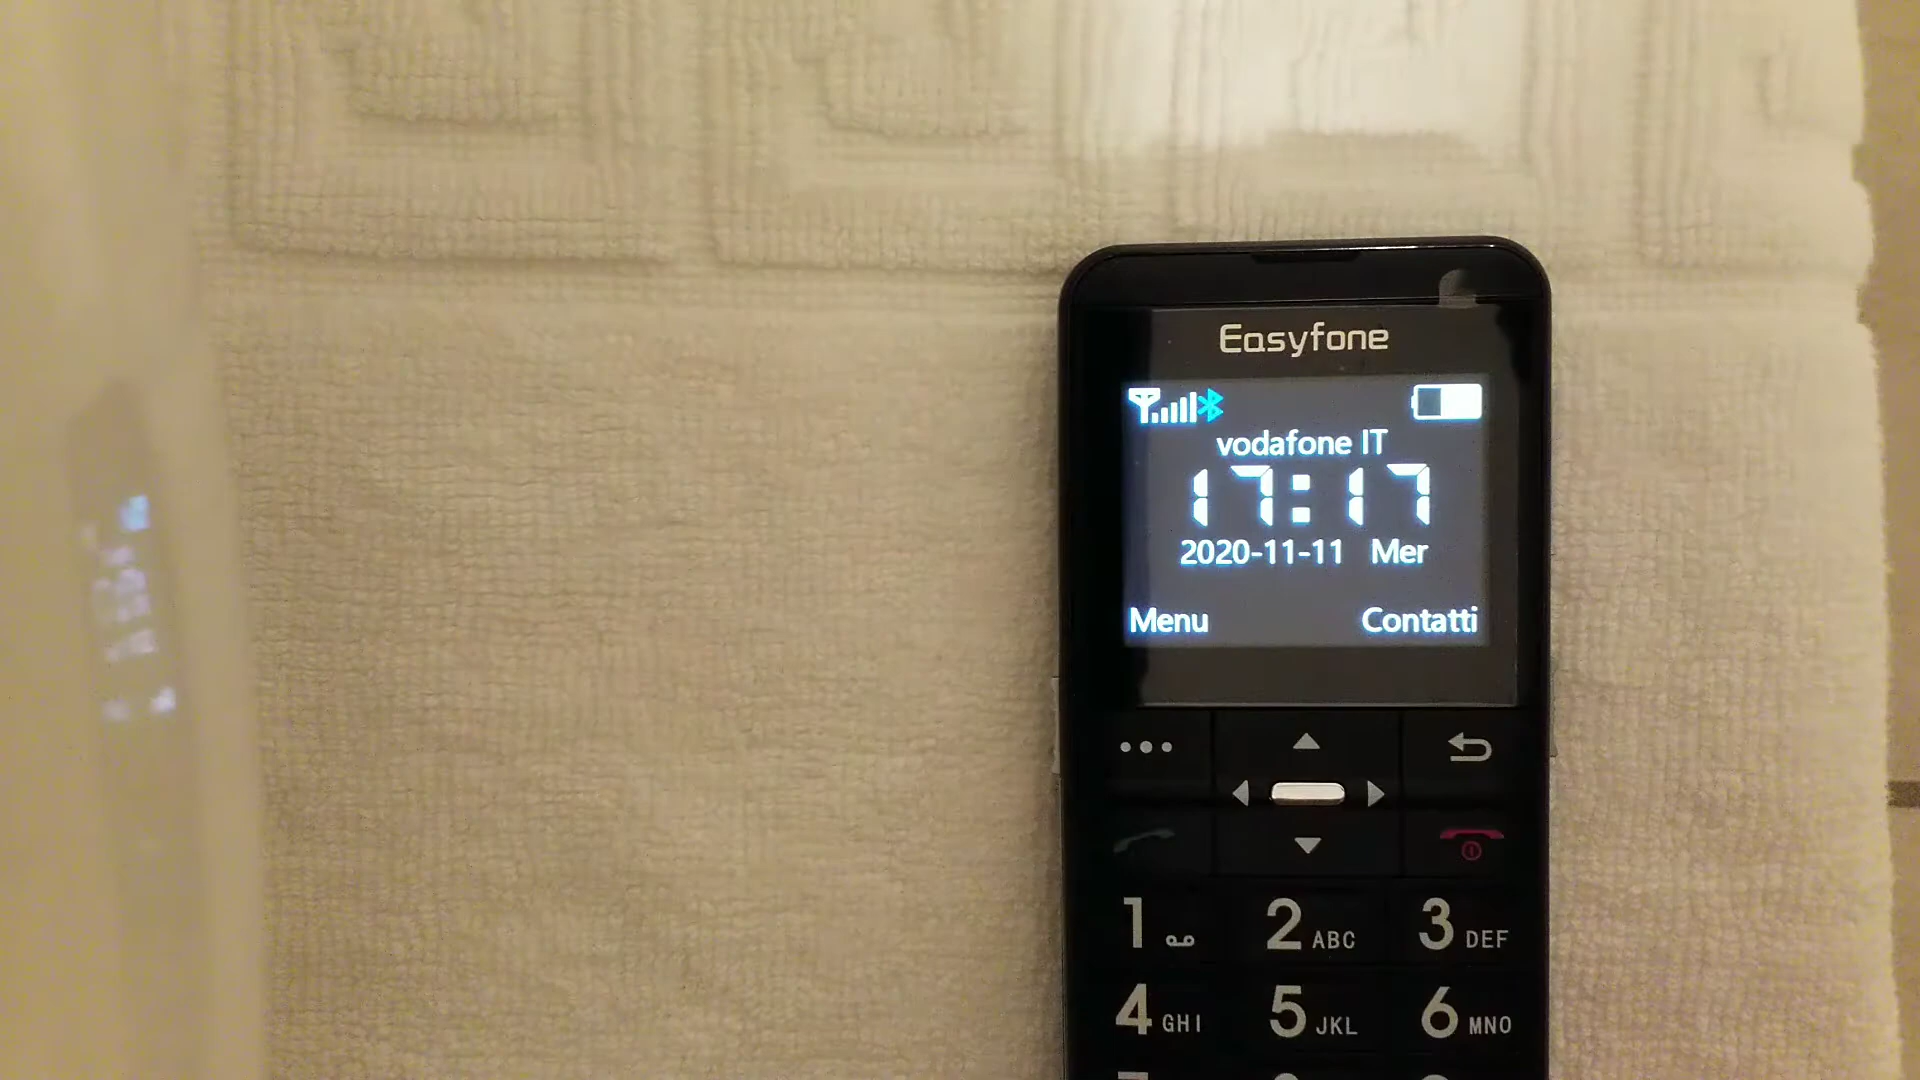 Easyfone
vodafone IT
17:17
2020-11-11 Mer
Menu Contatti
1 2 ABC 3 DEF
4 GHI 5 JKL 6 MNO